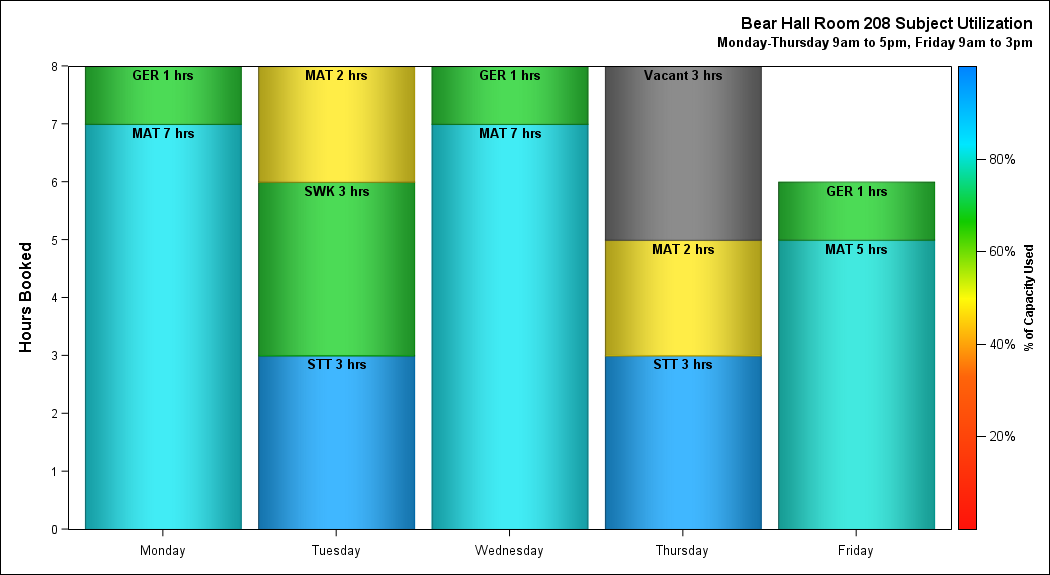 Bear Hall Room 208 Subject Utilization
Monday-Thursday 9am to 5pm, Friday 9am to 3pm
Hours Booked
8
7
6
5
4
3
2
1
0
GER 1 hrs
MAT 7 hrs
MAT 2 hrs
SWK 3 hrs
STT 3 hrs
GER 1 hrs
MAT 7 hrs
Vacant 3 hrs
MAT 2 hrs
STT 3 hrs
GER 1 hrs
MAT 5 hrs
Monday
Tuesday
Wednesday
Thursday
Friday
80%
60%
40%
20%
% of Capacity Used